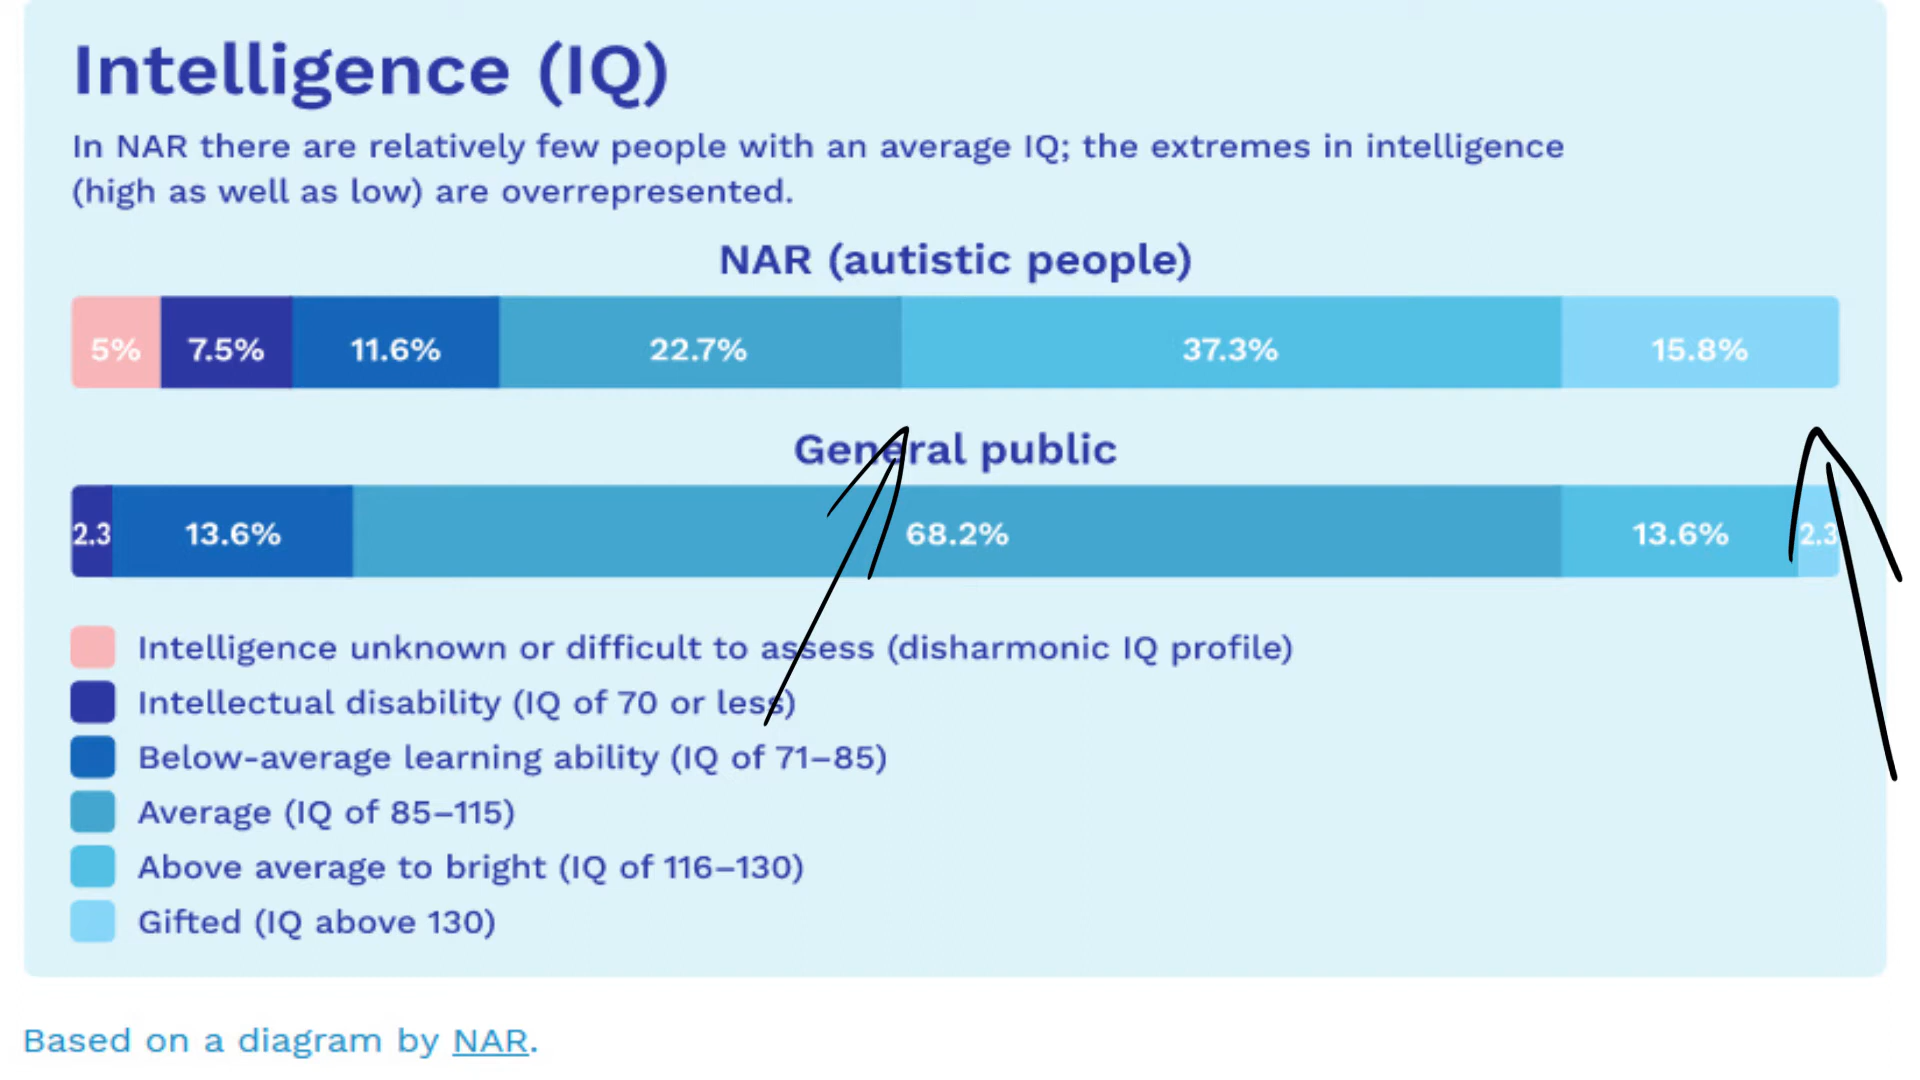 Intelligence (IQ)
In NAR there are relatively few people with an average IQ; the extremes in intelligence
(high as well as low) are overrepresented.
NAR (autistic people)
5% 7.5% 11.6% 22.7% 37.3% 15.8%
General public
2.3 13.6% 68.2% 13.6% 2.3
Intelligence unknown or difficult to assess (disharmonic IQ profile)
Intellectual disability (IQ of 70 or less)
Below-average learning ability (IQ of 71–85)
Average (IQ of 85–115)
Above average to bright (IQ of 116–130)
Gifted (IQ above 130)
Based on a diagram by NAR.